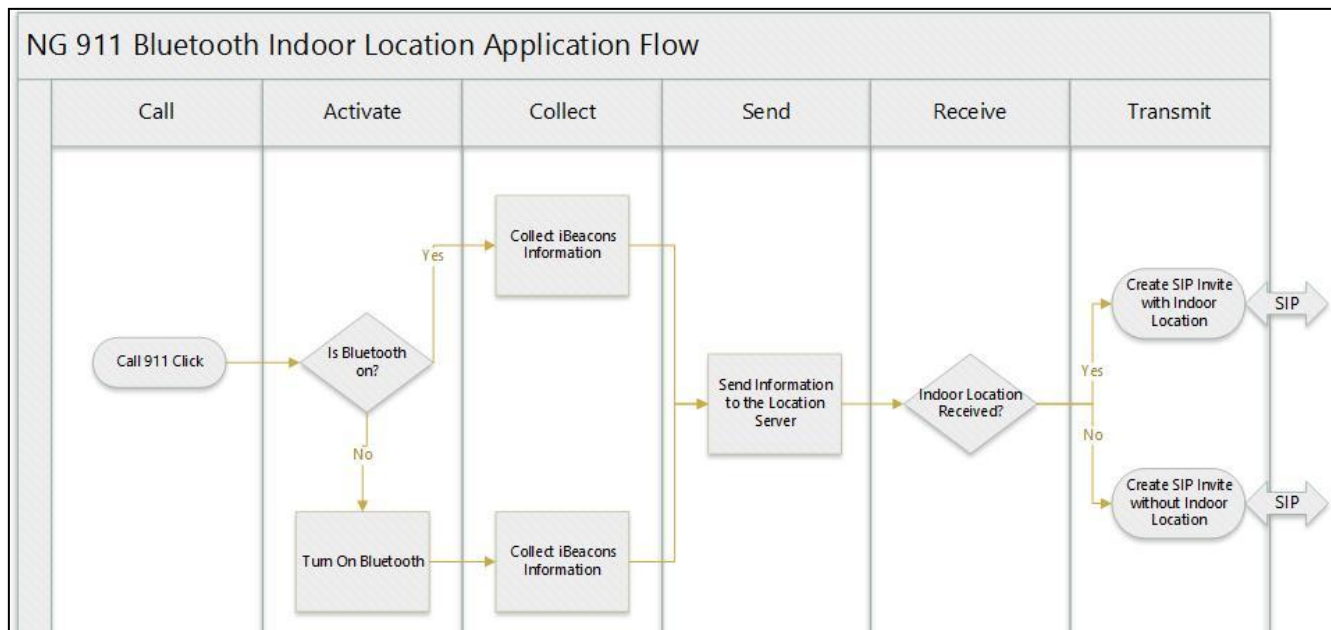 NG 911 Bluetooth Indoor Location Application Flow
Call
Activate
Collect
Send
Receive
Transmit
Collect iBeacons
Information
Yes
Create SIP Invite
with Indoor
Location
SIP
Call 911 Click
Is Bluetooth
on?
Send Information
to the Location
Server
Indoor Location
Received?
Yes
No
No
Turn On Bluetooth
Collect iBeacons
Information
Create SIP Invite
without Indoor
Location
SIP